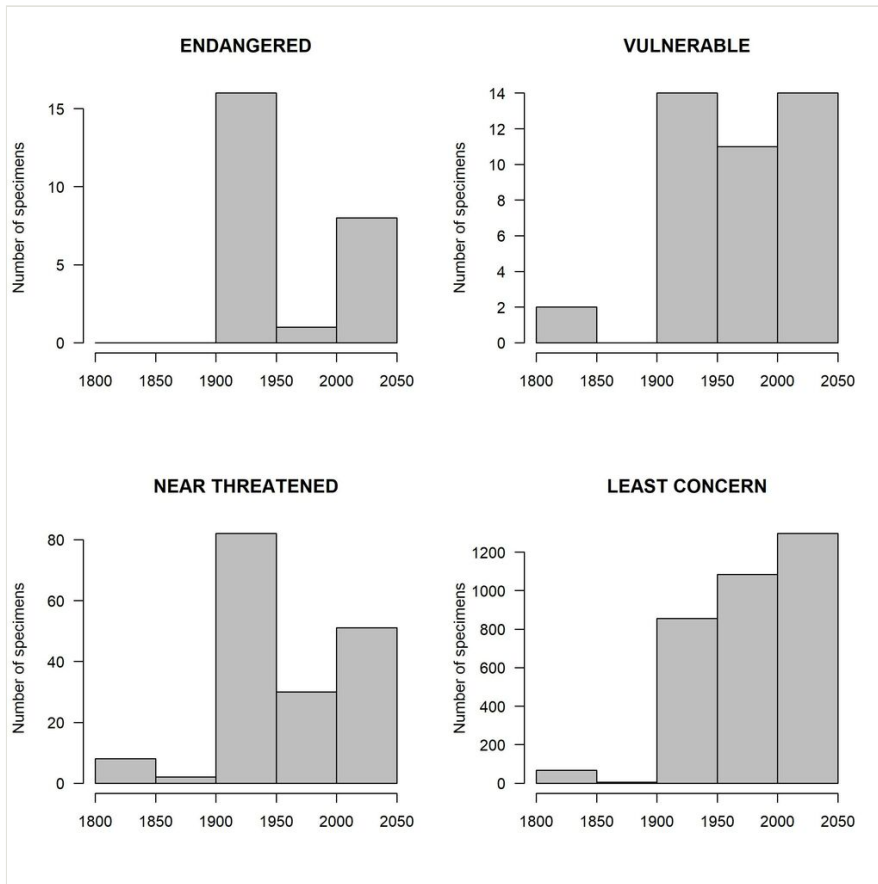 ENDANGERED
Number of specimens
15
10
5
0
1800 1850 1900 1950 2000 2050
VULNERABLE
Number of specimens
14
12
10
8
6
4
2
0
1800 1850 1900 1950 2000 2050
NEAR THREATENED
Number of specimens
80
60
40
20
0
1800 1850 1900 1950 2000 2050
LEAST CONCERN
Number of specimens
1200
1000
800
600
400
200
0
1800 1850 1900 1950 2000 2050